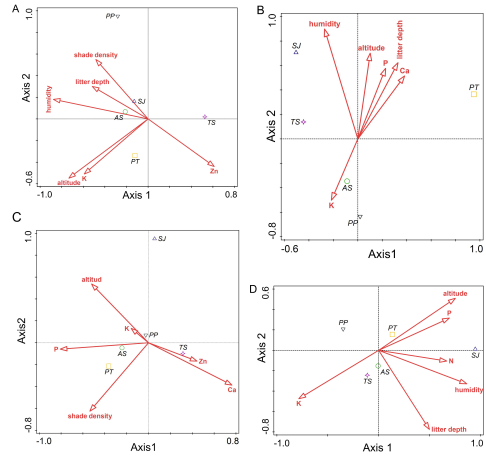 A
1.0
PP
shade density
litter depth
humidity
SJ
AS
TS
PT
altitude
K
Zn
Axis 2
-0.6
-1.0
Axis 1
0.8
B
1.0
humidity
litter depth
altitude
SJ
P
Ca
PT
TS
Axis 2
AS
K
PP
-0.8
-0.6
Axis1
1.0
C
1.0
SJ
altitud
Axis2
K
PP
P
AS
TS
Zn
PT
Ca
shade density
-0.8
-1.0
Axis1
0.8
D
0.6
altitude
PP
PT
P
Axis 2
SJ
N
AS
TS
humidity
K
litter depth
-0.8
-1.0
Axis 1
1.0